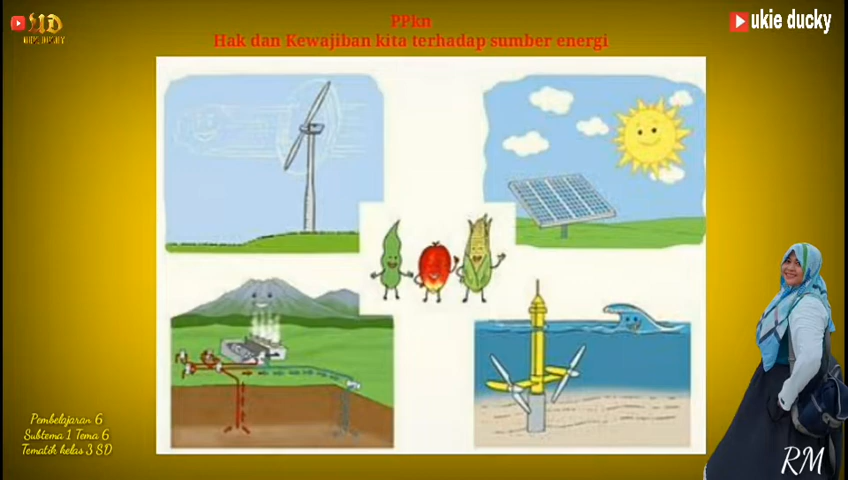 PPkn
Hak dan Kewajiban kita terhadap sumber energi
UD
ukie ducky
Pembelajaran 6
Subtema 1 Tema 6
Tematik kelas 3 SD
RM